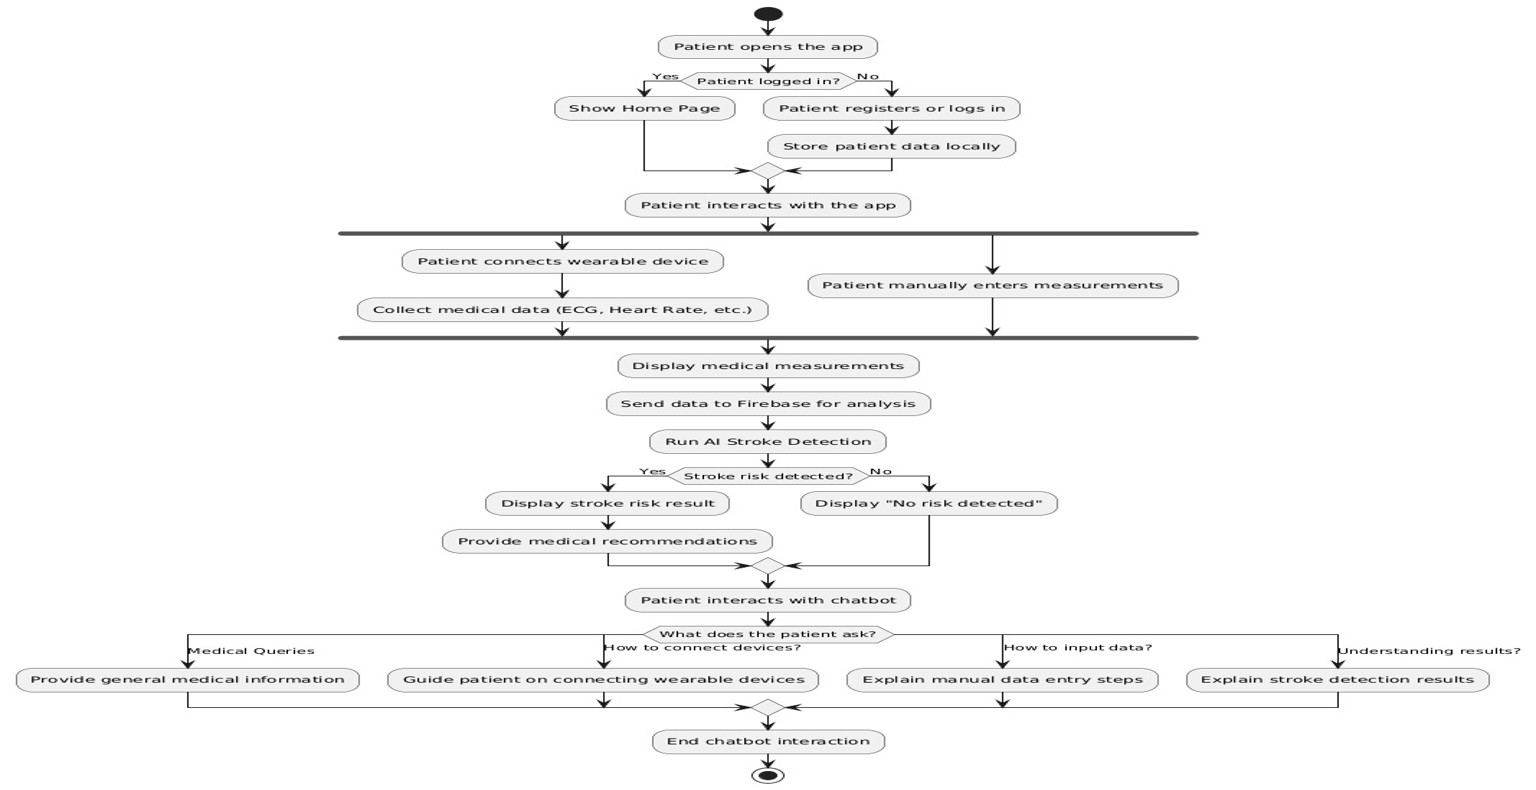 Patient opens the app
Yes
Patient logged in?
No
Show Home Page
Patient registers or logs in
Store patient data locally
Patient interacts with the app
Patient connects wearable device
Patient manually enters measurements
Collect medical data (ECG, Heart Rate, etc.)
Display medical measurements
Send data to Firebase for analysis
Run AI Stroke Detection
Yes
Stroke risk detected?
No
Display stroke risk result
Display "No risk detected"
Provide medical recommendations
Patient interacts with chatbot
What does the patient ask?
Medical Queries
How to connect devices?
How to input data?
Understanding results?
Provide general medical information
Guide patient on connecting wearable devices
Explain manual data entry steps
Explain stroke detection results
End chatbot interaction